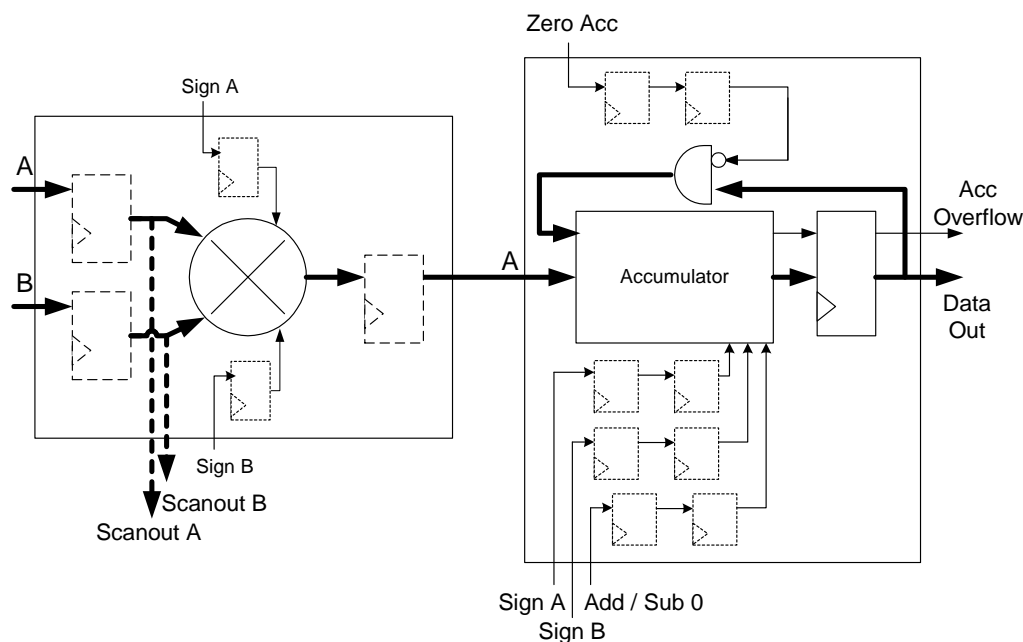 Zero Acc
Sign A
A
B
Sign B
Scanout B
Scanout A
A
Accumulator
Acc
Overflow
Data
Out
Sign A
Add / Sub 0
Sign B